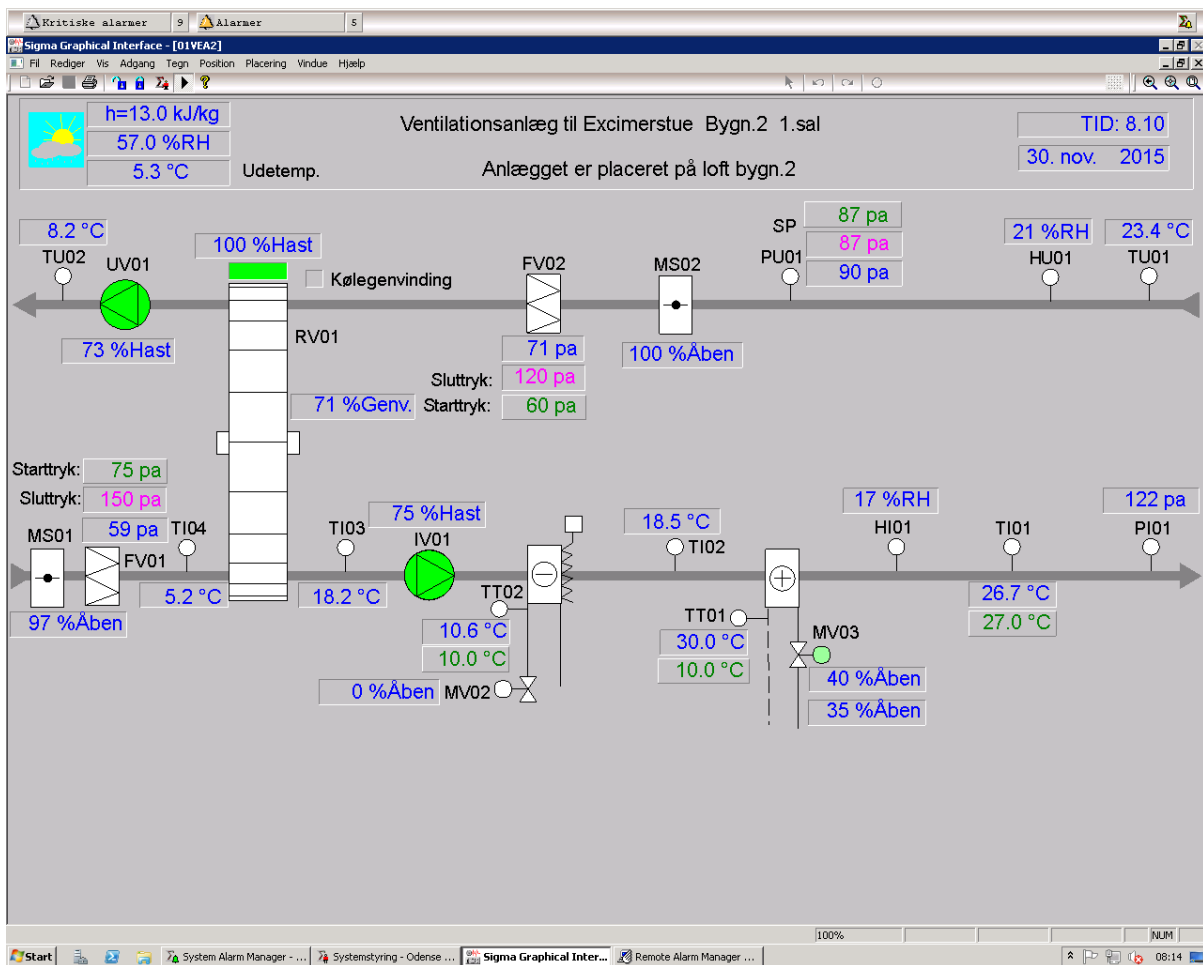 Kritiske alarmer 9 Alarmer 5
Sigma Graphical Interface - [01VEA2]
Fil Rediger Vis Adgang Tegn Position Placering Vindue Hjælp
h=13.0 kJ/kg
57.0 %RH
5.3 °C Udetemp.
Ventilationsanlæg til Excimerstue Bygn.2 1.sal
Anlægget er placeret på loft bygn.2
TID: 8.10
30. nov. 2015
8.2 °C
TU02
UV01
73 %Hast
100 %Hast
Kølegenvinding
RV01
71 %Genv.
FV02
71 pa
Sluttryk: 120 pa
Starttryk: 60 pa
MS02
100 %Åben
SP 87 pa
87 pa
PU01 90 pa
21 %RH
HU01
23.4 °C
TU01
Starttryk: 75 pa
Sluttryk: 150 pa
59 pa
MS01
FV01
97 %Åben
TI04
5.2 °C
TI03
18.2 °C
75 %Hast
IV01
TT02
10.6 °C
10.0 °C
0 %Åben MV02
18.5 °C
TI02
TT01
30.0 °C
10.0 °C
MV03
40 %Åben
35 %Åben
17 %RH
HI01
TI01
26.7 °C
27.0 °C
122 pa
PI01
100% NUM
Start System Alarm Manager - ... Systemstyring - Odense ... Sigma Graphical Inter... Remote Alarm Manager ... 08:14